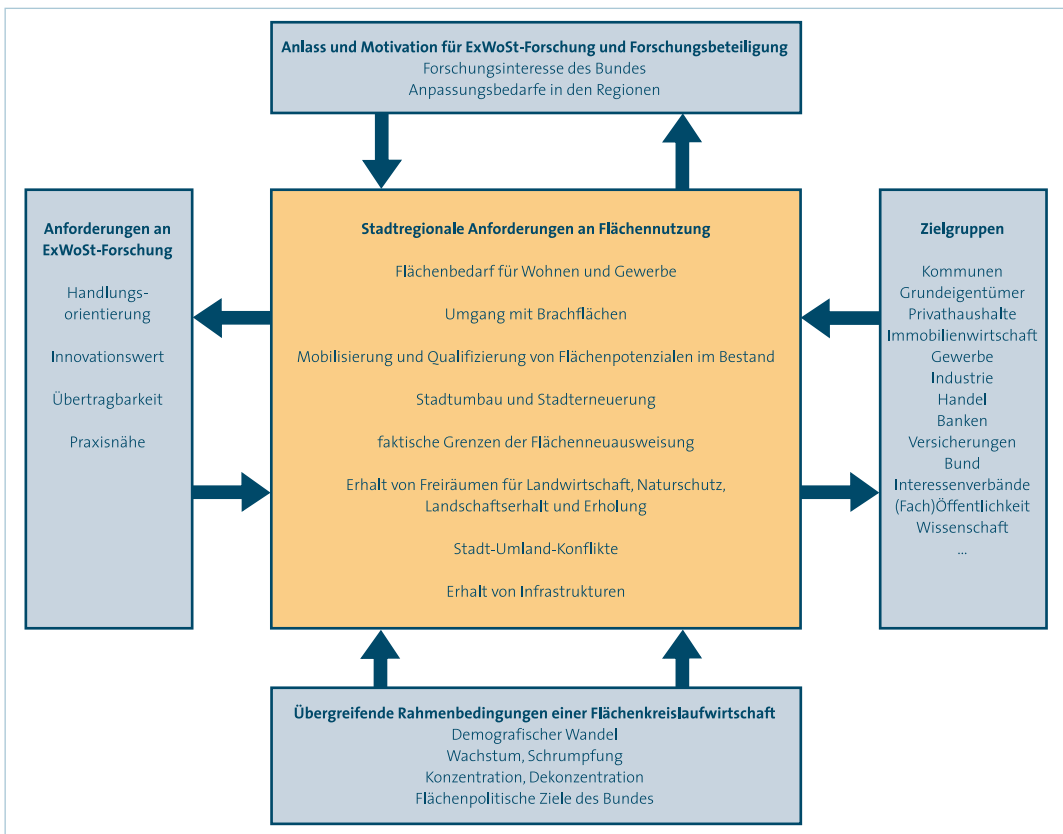 Anlass und Motivation für ExWoSt-Forschung und Forschungsbeteiligung
Forschungsinteresse des Bundes
Anpassungsbedarfe in den Regionen
Anforderungen an
ExWoSt-Forschung
Handlungs-
orientierung
Innovationswert
Übertragbarkeit
Praxisnähe
Stadtregionale Anforderungen an Flächennutzung
Flächenbedarf für Wohnen und Gewerbe
Umgang mit Brachflächen
Mobilisierung und Qualifizierung von Flächenpotenzialen im Bestand
Stadtumbau und Stadterneuerung
faktische Grenzen der Flächenneuausweisung
Erhalt von Freiräumen für Landwirtschaft, Naturschutz,
Landschaftserhalt und Erholung
Stadt-Umland-Konflikte
Erhalt von Infrastrukturen
Zielgruppen
Kommunen
Grundeigentümer
Privathaushalte
Immobilienwirtschaft
Gewerbe
Industrie
Handel
Banken
Versicherungen
Bund
Interessenverbände
(Fach)Öffentlichkeit
Wissenschaft
...
Übergreifende Rahmenbedingungen einer Flächenkreislaufwirtschaft
Demografischer Wandel
Wachstum, Schrumpfung
Konzentration, Dekonzentration
Flächenpolitische Ziele des Bundes